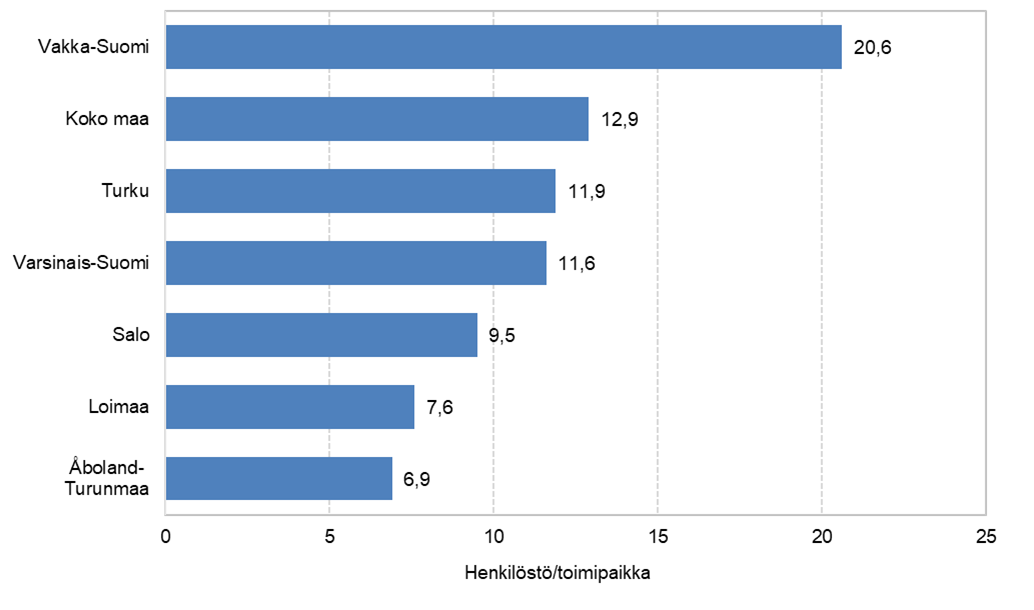 Vakka-Suomi
20,6
Koko maa
12,9
Turku
11,9
Varsinais-Suomi
11,6
Salo
9,5
Loimaa
7,6
Åboland-
Turunmaa
6,9
0 5 10 15 20 25
Henkilöstö/toimipaikka